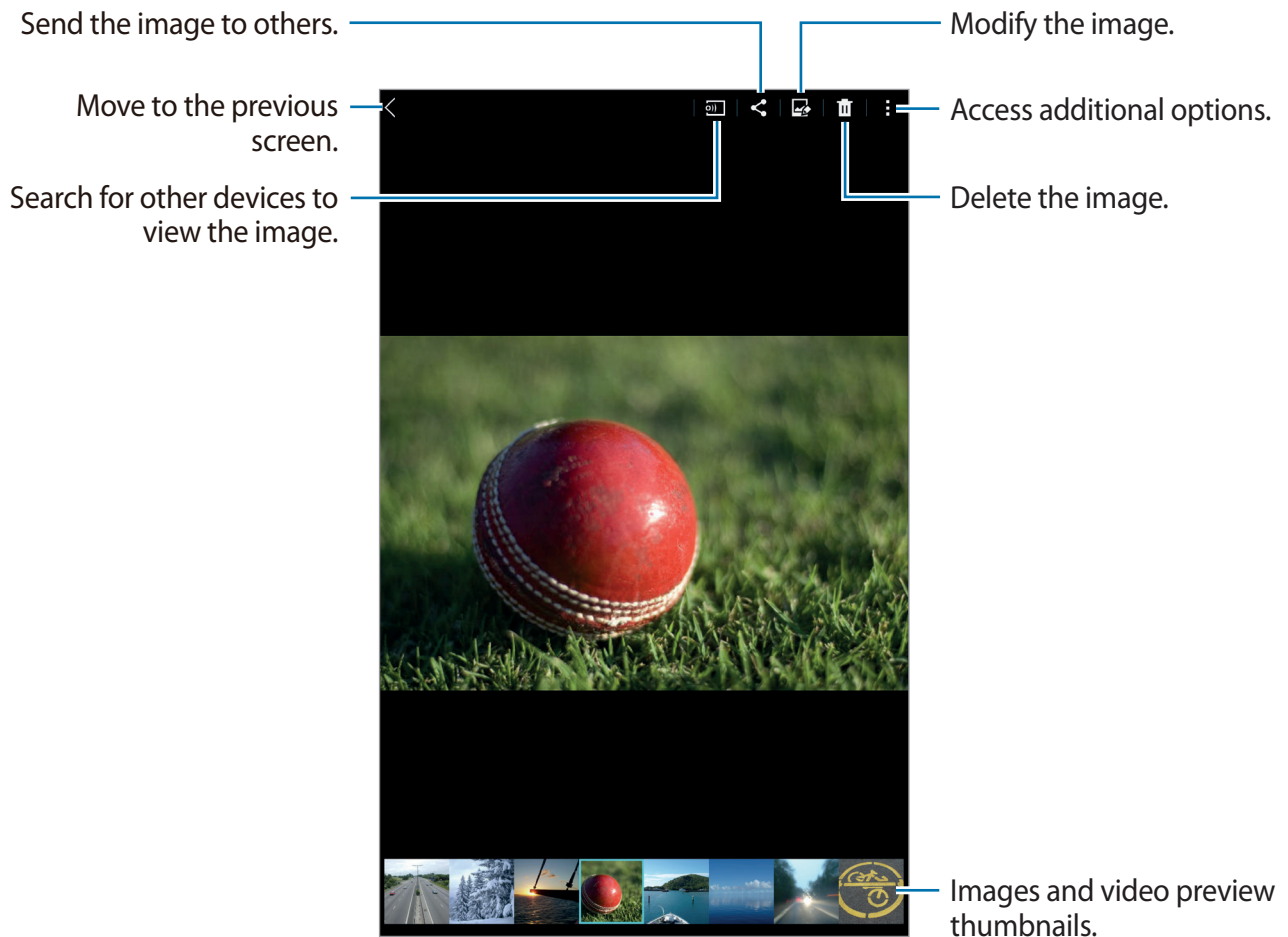 Send the image to others.
Modify the image.
Move to the previous
screen.
Access additional options.
Search for other devices to
view the image.
Delete the image.
Images and video preview
thumbnails.